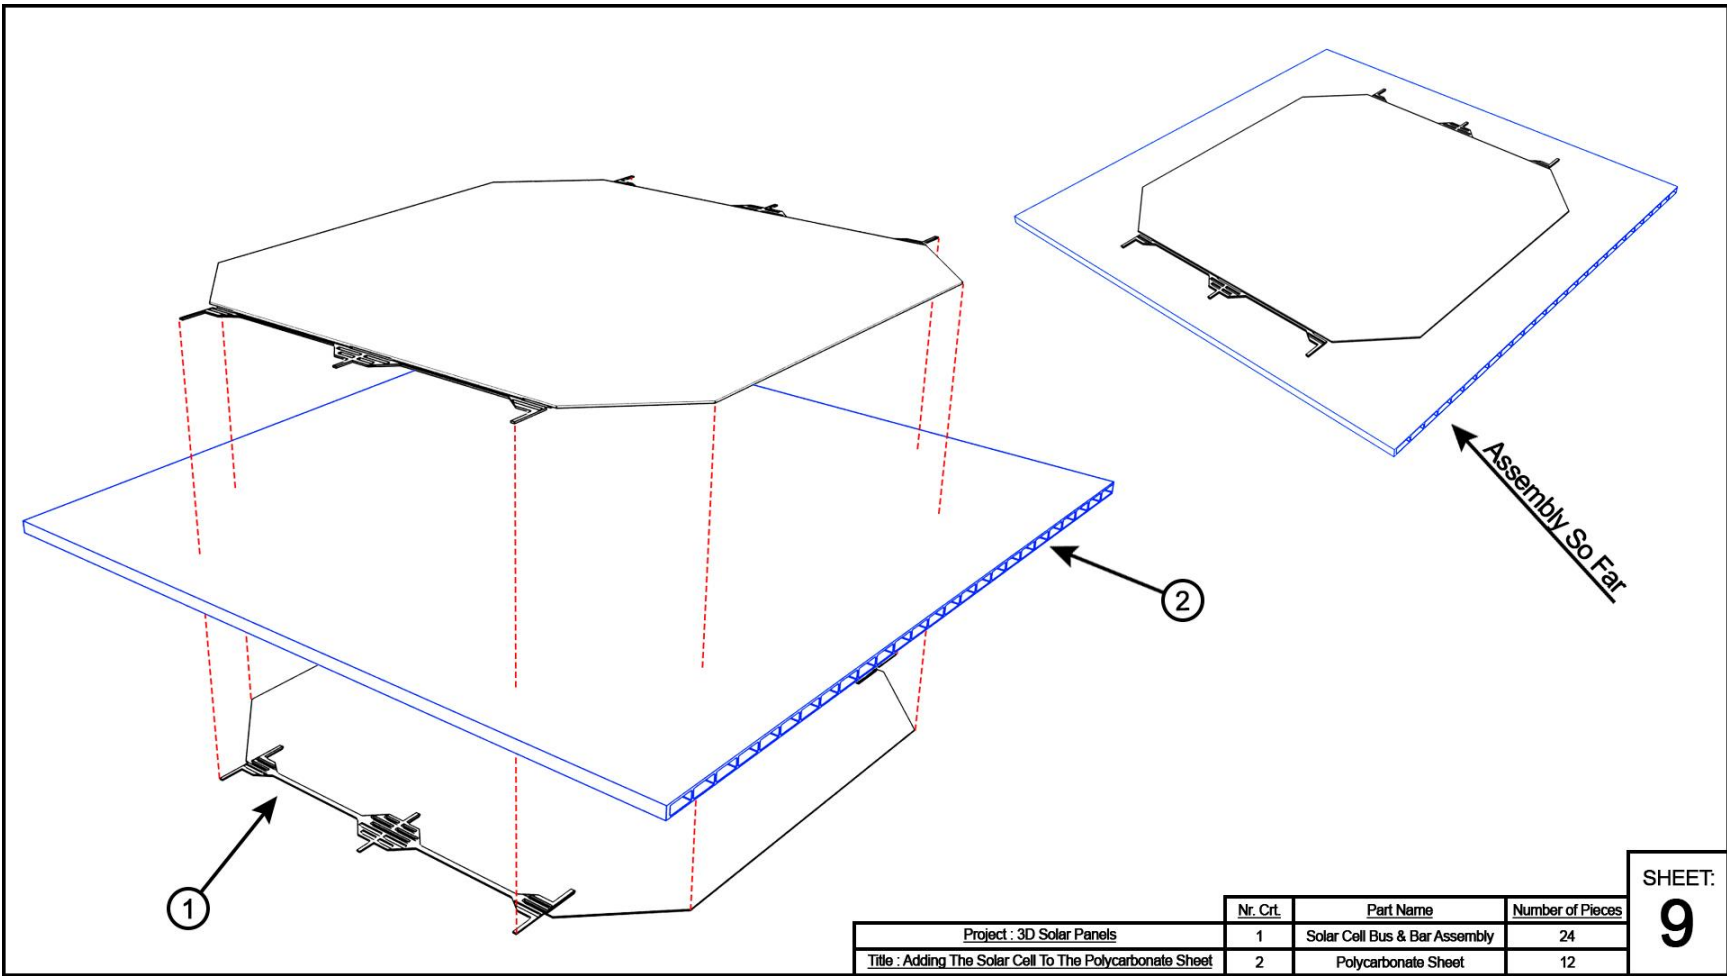 Assembly So Far
2
1
SHEET:
9
Nr. Crt. Part Name Number of Pieces
Project : 3D Solar Panels 1 Solar Cell Bus & Bar Assembly 24
Title : Adding The Solar Cell To The Polycarbonate Sheet 2 Polycarbonate Sheet 12